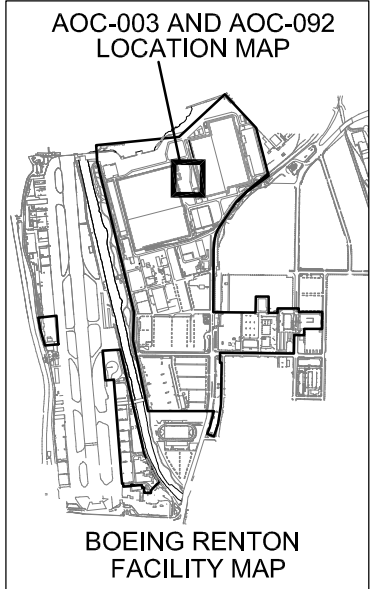 AOC-003 AND AOC-092
LOCATION MAP
BOEING RENTON
FACILITY MAP